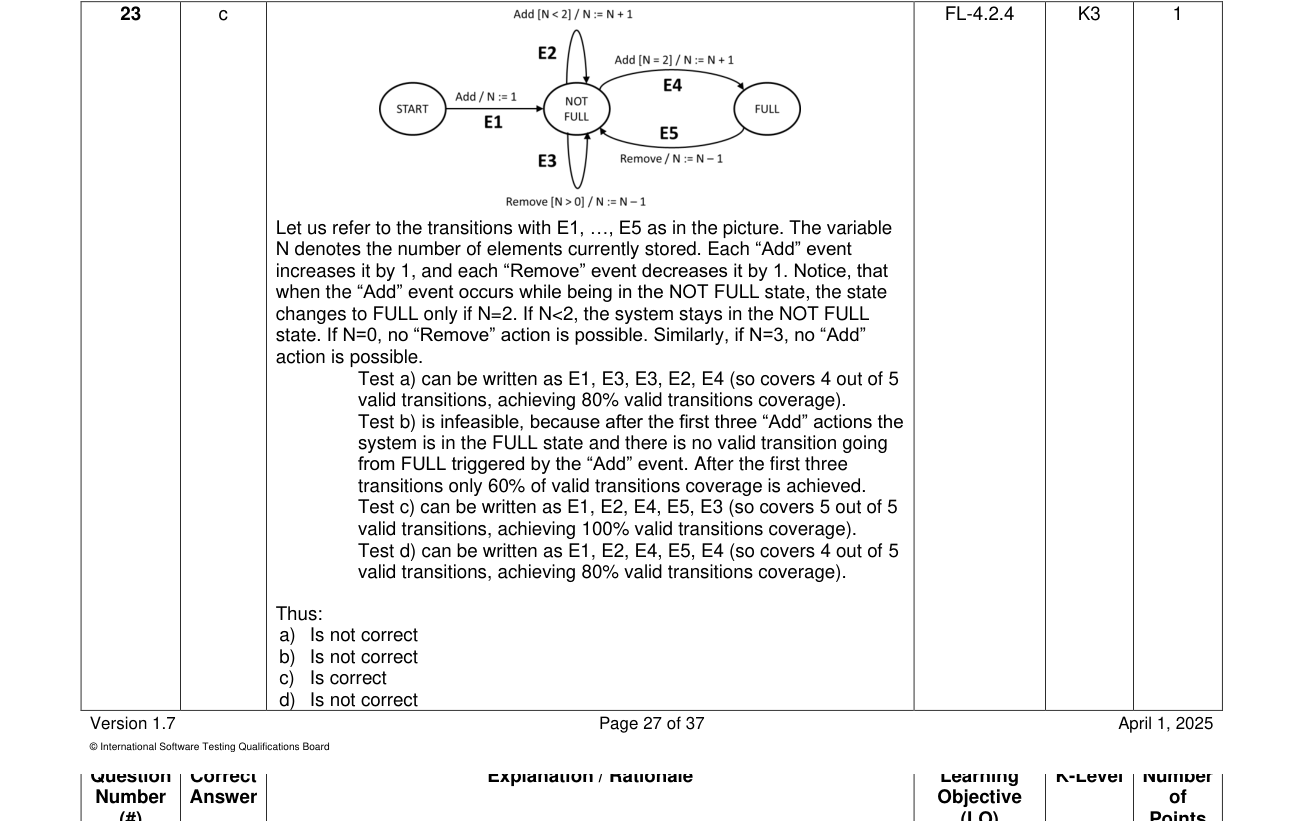 23
c
Add [N < 2] / N := N + 1
FL-4.2.4
K3
1
E2
Add [N = 2] / N := N + 1
E4
START
Add / N := 1
E1
NOT
FULL
FULL
E5
E3
Remove / N := N – 1
Remove [N > 0] / N := N – 1
Let us refer to the transitions with E1, …, E5 as in the picture. The variable
N denotes the number of elements currently stored. Each “Add” event
increases it by 1, and each “Remove” event decreases it by 1. Notice, that
when the “Add” event occurs while being in the NOT FULL state, the state
changes to FULL only if N=2. If N<2, the system stays in the NOT FULL
state. If N=0, no “Remove” action is possible. Similarly, if N=3, no “Add”
action is possible.
Test a) can be written as E1, E3, E3, E2, E4 (so covers 4 out of 5
valid transitions, achieving 80% valid transitions coverage).
Test b) is infeasible, because after the first three “Add” actions the
system is in the FULL state and there is no valid transition going
from FULL triggered by the “Add” event. After the first three
transitions only 60% of valid transitions coverage is achieved.
Test c) can be written as E1, E2, E4, E5, E3 (so covers 5 out of 5
valid transitions, achieving 100% valid transitions coverage).
Test d) can be written as E1, E2, E4, E5, E4 (so covers 4 out of 5
valid transitions, achieving 80% valid transitions coverage).
Thus:
a) Is not correct
b) Is not correct
c) Is correct
d) Is not correct
Version 1.7
Page 27 of 37
April 1, 2025
© International Software Testing Qualifications Board
Question
Number
(#)
Correct
Answer
Explanation / Rationale
Learning
Objective
(LO)
K-Level
Number
of
Points